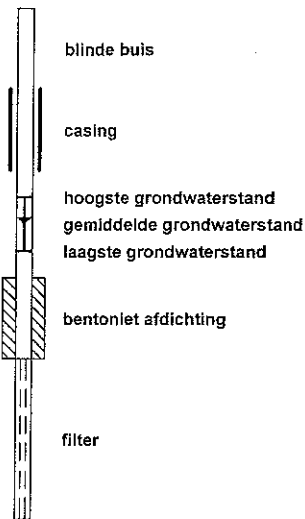 blinde buis
casing
hoogste grondwaterstand
gemiddelde grondwaterstand
laagste grondwaterstand
bentoniet afdichting
filter